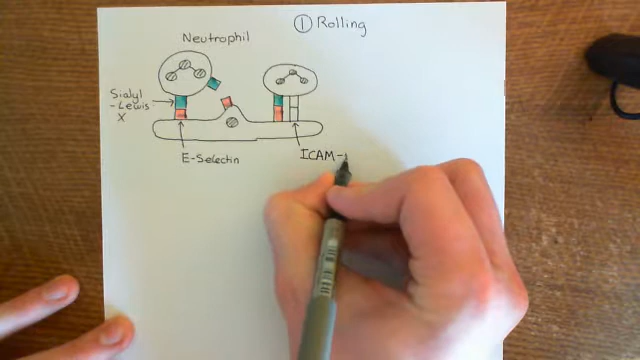 ① Rolling
Neutrophil
Sialyl
-Lewis
X
E-Selectin
ICAM-